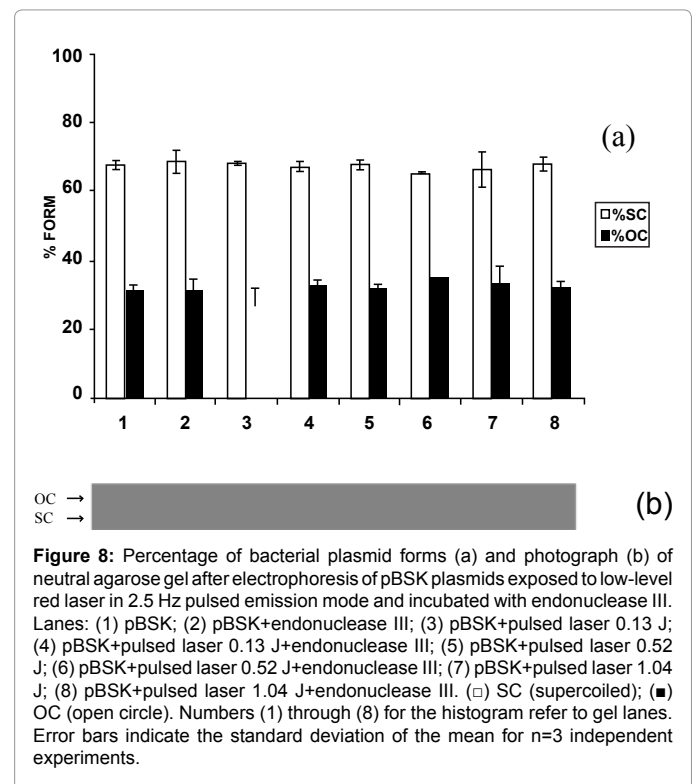 100
80
60
40
20
0
% FORM
(a)
□%SC
■%OC
1 2 3 4 5 6 7 8
OC →
SC →
(b)
Figure 8: Percentage of bacterial plasmid forms (a) and photograph (b) of
neutral agarose gel after electrophoresis of pBSK plasmids exposed to low-level
red laser in 2.5 Hz pulsed emission mode and incubated with endonuclease III.
Lanes: (1) pBSK; (2) pBSK+endonuclease III; (3) pBSK+pulsed laser 0.13 J;
(4) pBSK+pulsed laser 0.13 J+endonuclease III; (5) pBSK+pulsed laser 0.52
J; (6) pBSK+pulsed laser 0.52 J+endonuclease III; (7) pBSK+pulsed laser 1.04
J; (8) pBSK+pulsed laser 1.04 J+endonuclease III. (□) SC (supercoiled); (■)
OC (open circle). Numbers (1) through (8) for the histogram refer to gel lanes.
Error bars indicate the standard deviation of the mean for n=3 independent
experiments.